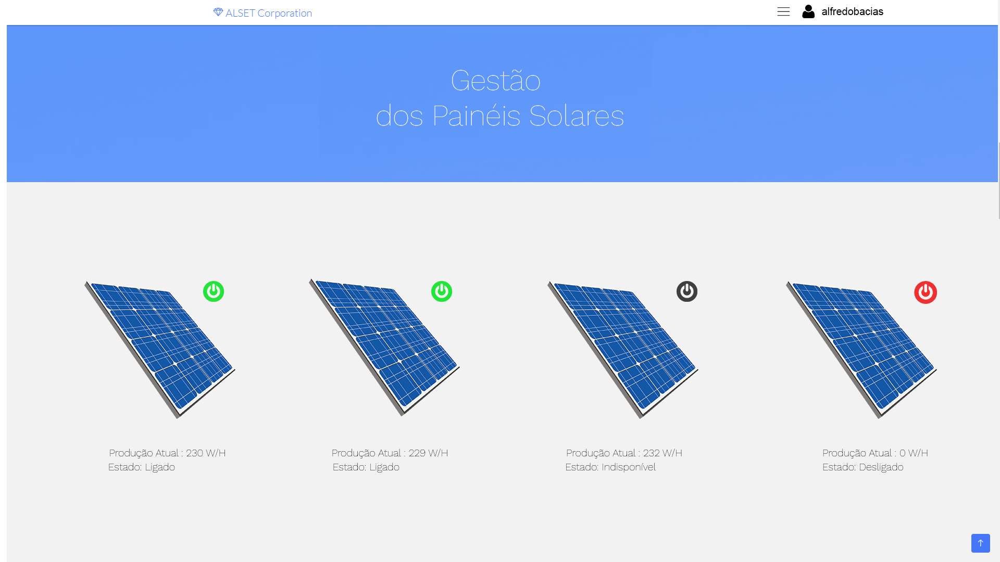 ALSET Corporation
alfredobacias
Gestão
dos Painéis Solares
Produção Atual : 230 W/H
Estado: Ligado
Produção Atual : 229 W/H
Estado: Ligado
Produção Atual : 232 W/H
Estado: Indisponível
Produção Atual : 0 W/H
Estado: Desligado